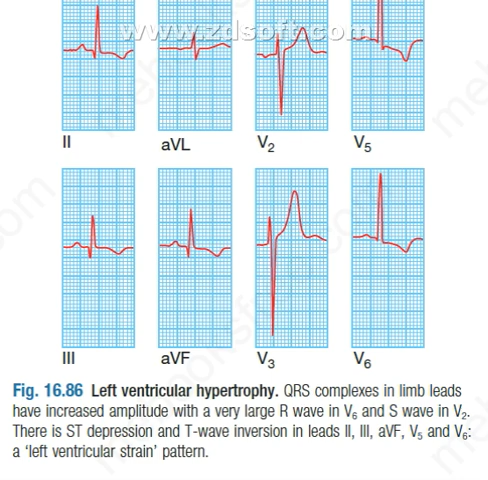 www.zdsoft.com
II
aVL
V2
V5
III
aVF
V3
V6
Fig. 16.86 Left ventricular hypertrophy. QRS complexes in limb leads
have increased amplitude with a very large R wave in V6 and S wave in V2.
There is ST depression and T-wave inversion in leads II, III, aVF, V5 and V6:
a ‘left ventricular strain’ pattern.